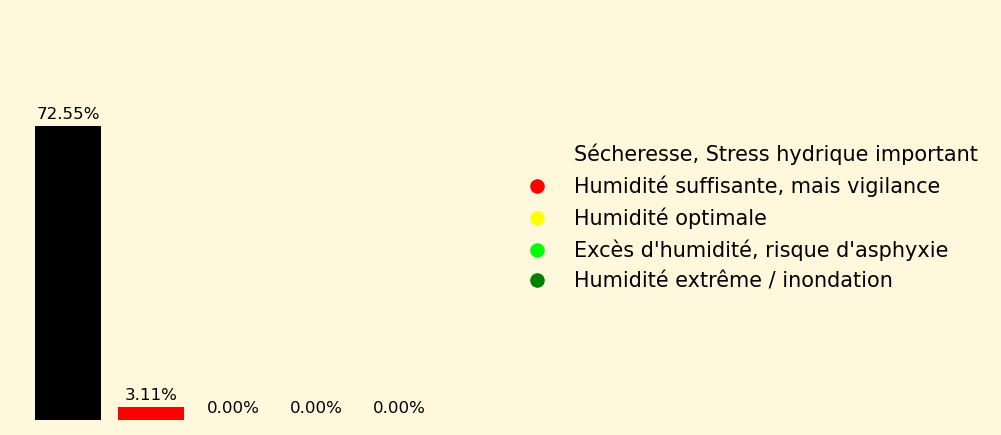 72.55%
3.11%
0.00%
0.00%
0.00%
Sécheresse, Stress hydrique important
Humidité suffisante, mais vigilance
Humidité optimale
Excès d'humidité, risque d'asphyxie
Humidité extrême / inondation